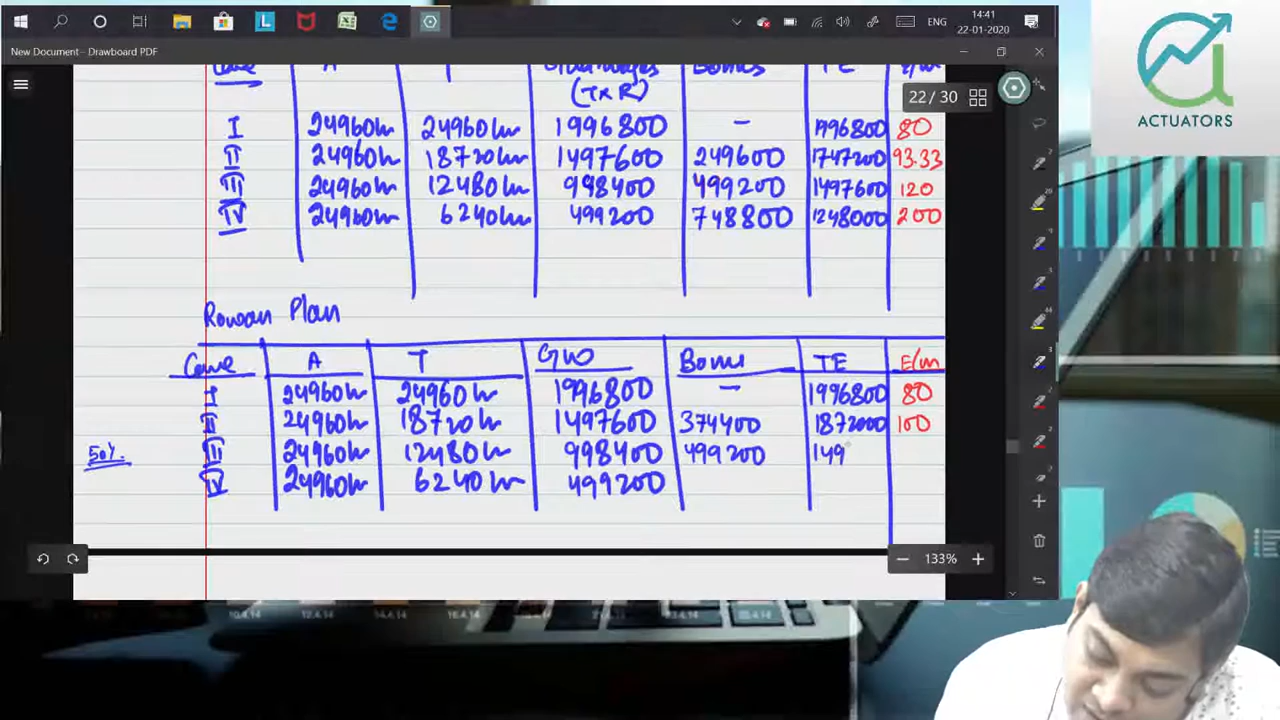 14:41
ENG
22-01-2020
New Document - Drawboard PDF
ACTUATORS
22 / 30
A T Bonus TE E/hr
(T x R)
I 24960hr 24960hr 1996800 - 1996800 80
II 24960hr 18720hr 1497600 249600 1747200 93.33
III 24960hr 12480hr 998400 499200 1497600 120
IV 24960hr 6240hr 499200 748800 1248000 200
Rowan Plan
Case A T GW Bonus TE E/hr
I 24960hr 24960hr 1996800 - 1996800 80
II 24960hr 18720hr 1497600 374400 1872000 100
50%. III 24960hr 12480hr 998400 499200 149
IV 24960hr 6240hr 499200
133%